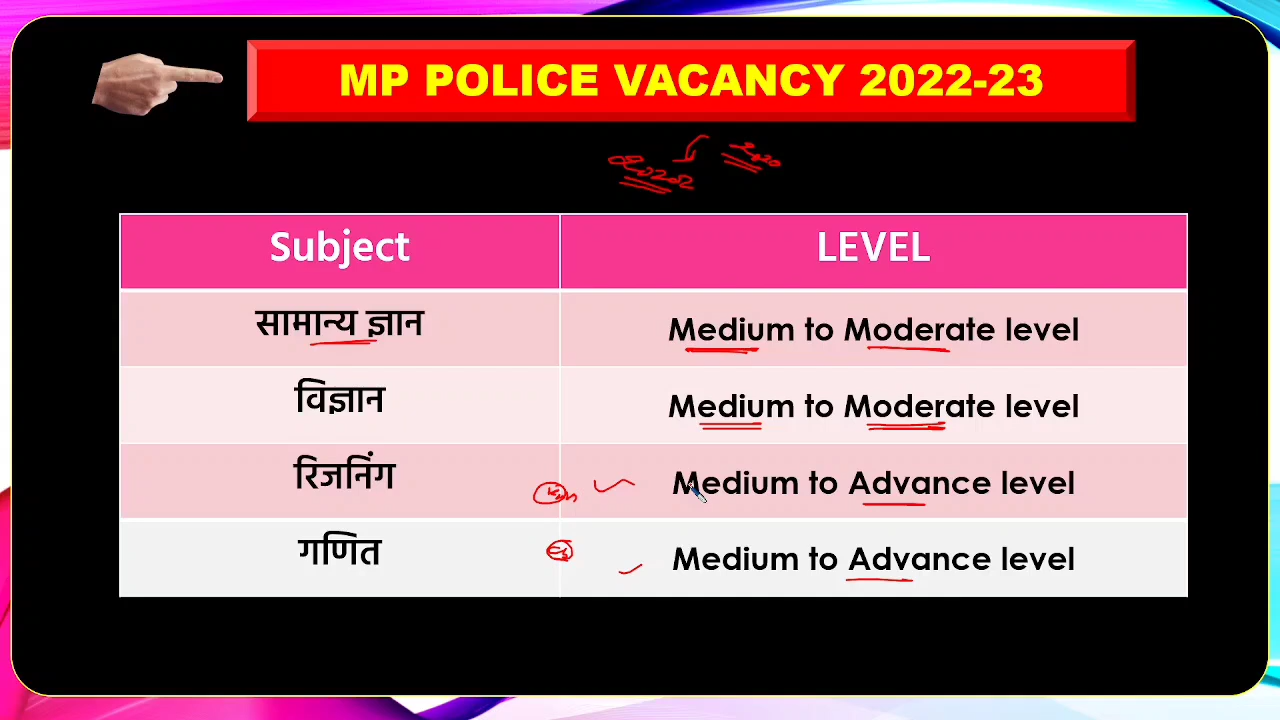 MP POLICE VACANCY 2022-23
Subject LEVEL
सामान्य ज्ञान Medium to Moderate level
विज्ञान Medium to Moderate level
रिजनिंग Medium to Advance level
गणित Medium to Advance level